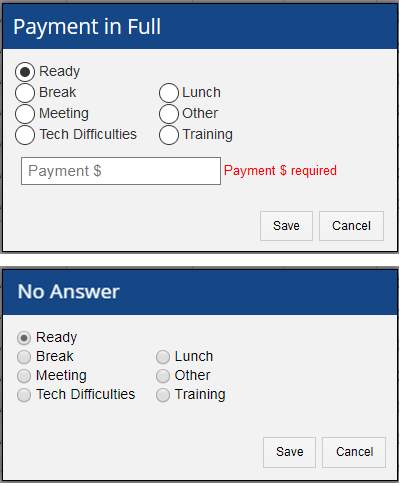 Payment in Full
Ready
Break Lunch
Meeting Other
Tech Difficulties Training
Payment $ Payment $ required
Save Cancel
No Answer
Ready
Break Lunch
Meeting Other
Tech Difficulties Training
Save Cancel